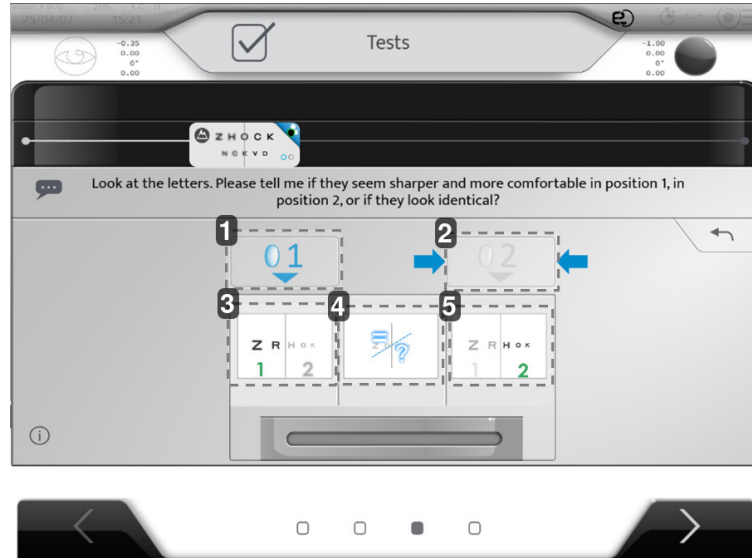 25/04/07 15:21
Tests
-0.35
0.00
0°
0.00
-1.00
0.00
0°
0.00
ZHOCK
NCKVD
Look at the letters. Please tell me if they seem sharper and more comfortable in position 1, in
position 2, or if they look identical?
1
2
01
02
3
4
5
Z R H O K
1 2
=
?
Z R H O K
1 2